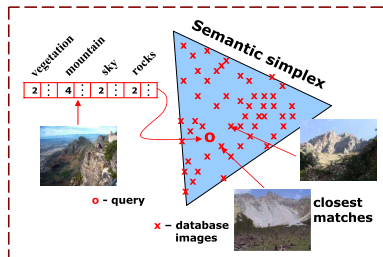 vegetation
mountain
sky
rocks
2 : 4 : 2 : 2 :
Semantic simplex
o
o - query
x – database
images
closest
matches